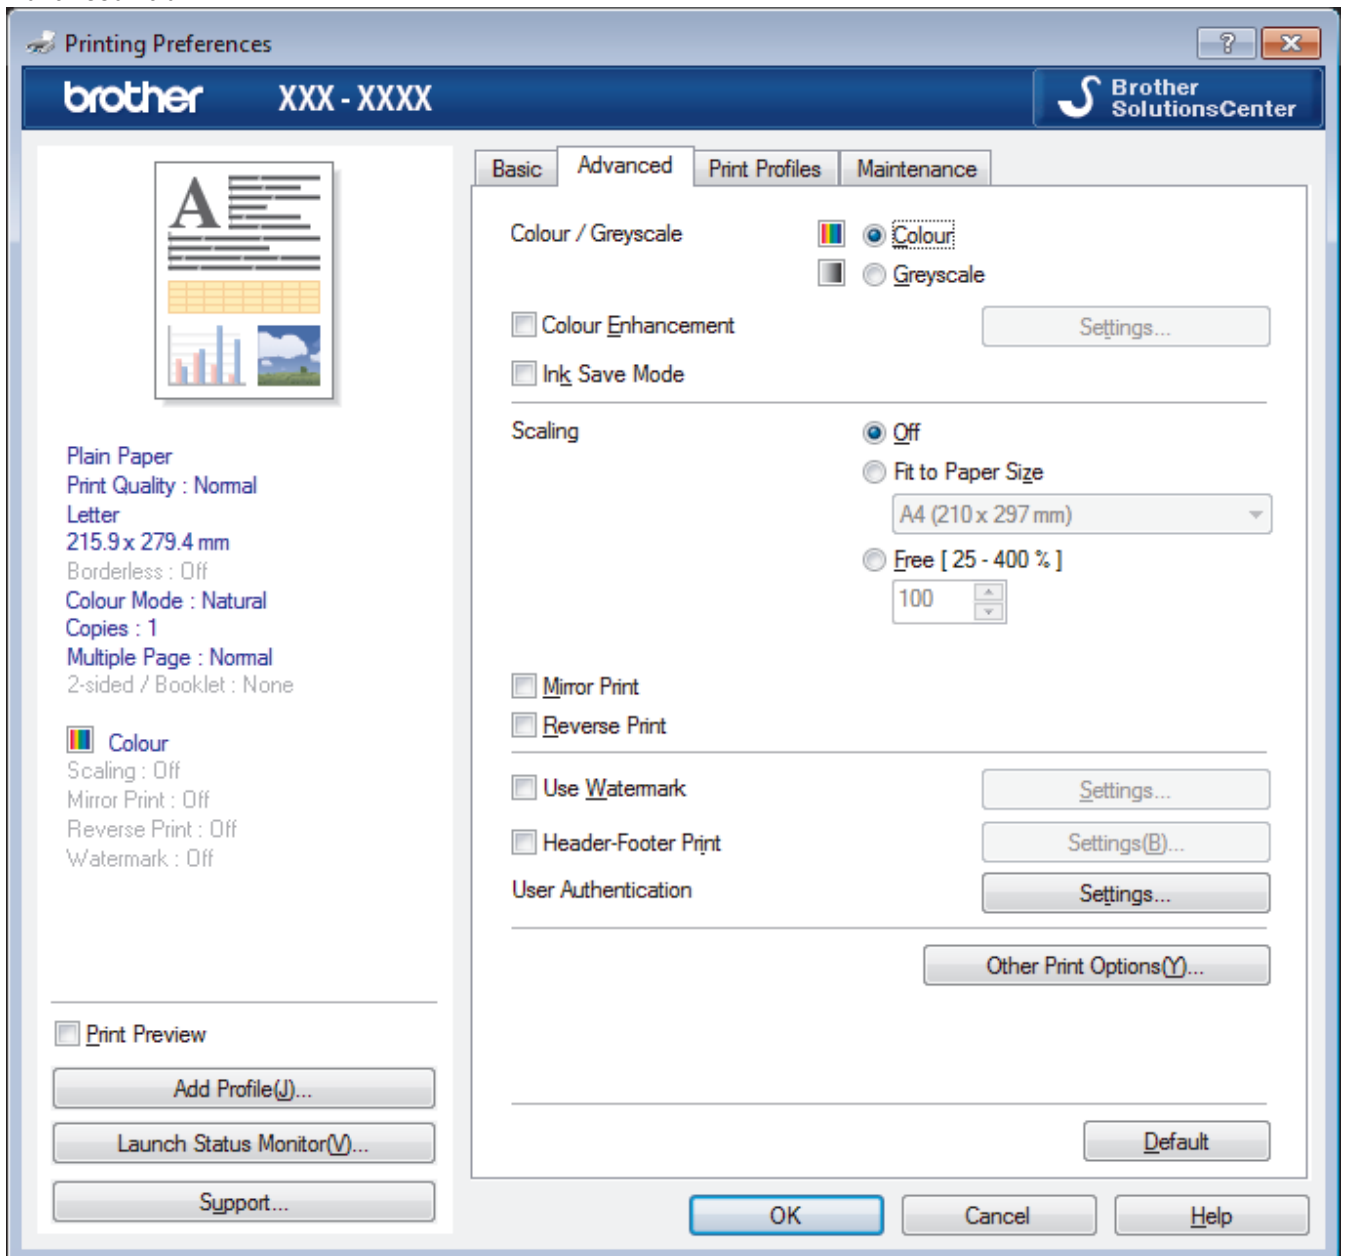 Printing Preferences
brother XXX - XXXX
Brother
SolutionsCenter
A
Plain Paper
Print Quality : Normal
Letter
215.9 x 279.4 mm
Borderless : Off
Colour Mode : Natural
Copies : 1
Multiple Page : Normal
2-sided / Booklet : None
Colour
Scaling : Off
Mirror Print : Off
Reverse Print : Off
Watermark : Off
Print Preview
Add Profile(J)...
Launch Status Monitor(V)...
Support...
Basic Advanced Print Profiles Maintenance
Colour / Greyscale Colour
Greyscale
Colour Enhancement Settings...
Ink Save Mode
Scaling Off
Fit to Paper Size
A4 (210 x 297 mm)
Free [ 25 - 400 % ]
100
Mirror Print
Reverse Print
Use Watermark Settings...
Header-Footer Print Settings(B)...
User Authentication Settings...
Other Print Options(Y)...
Default
OK Cancel Help